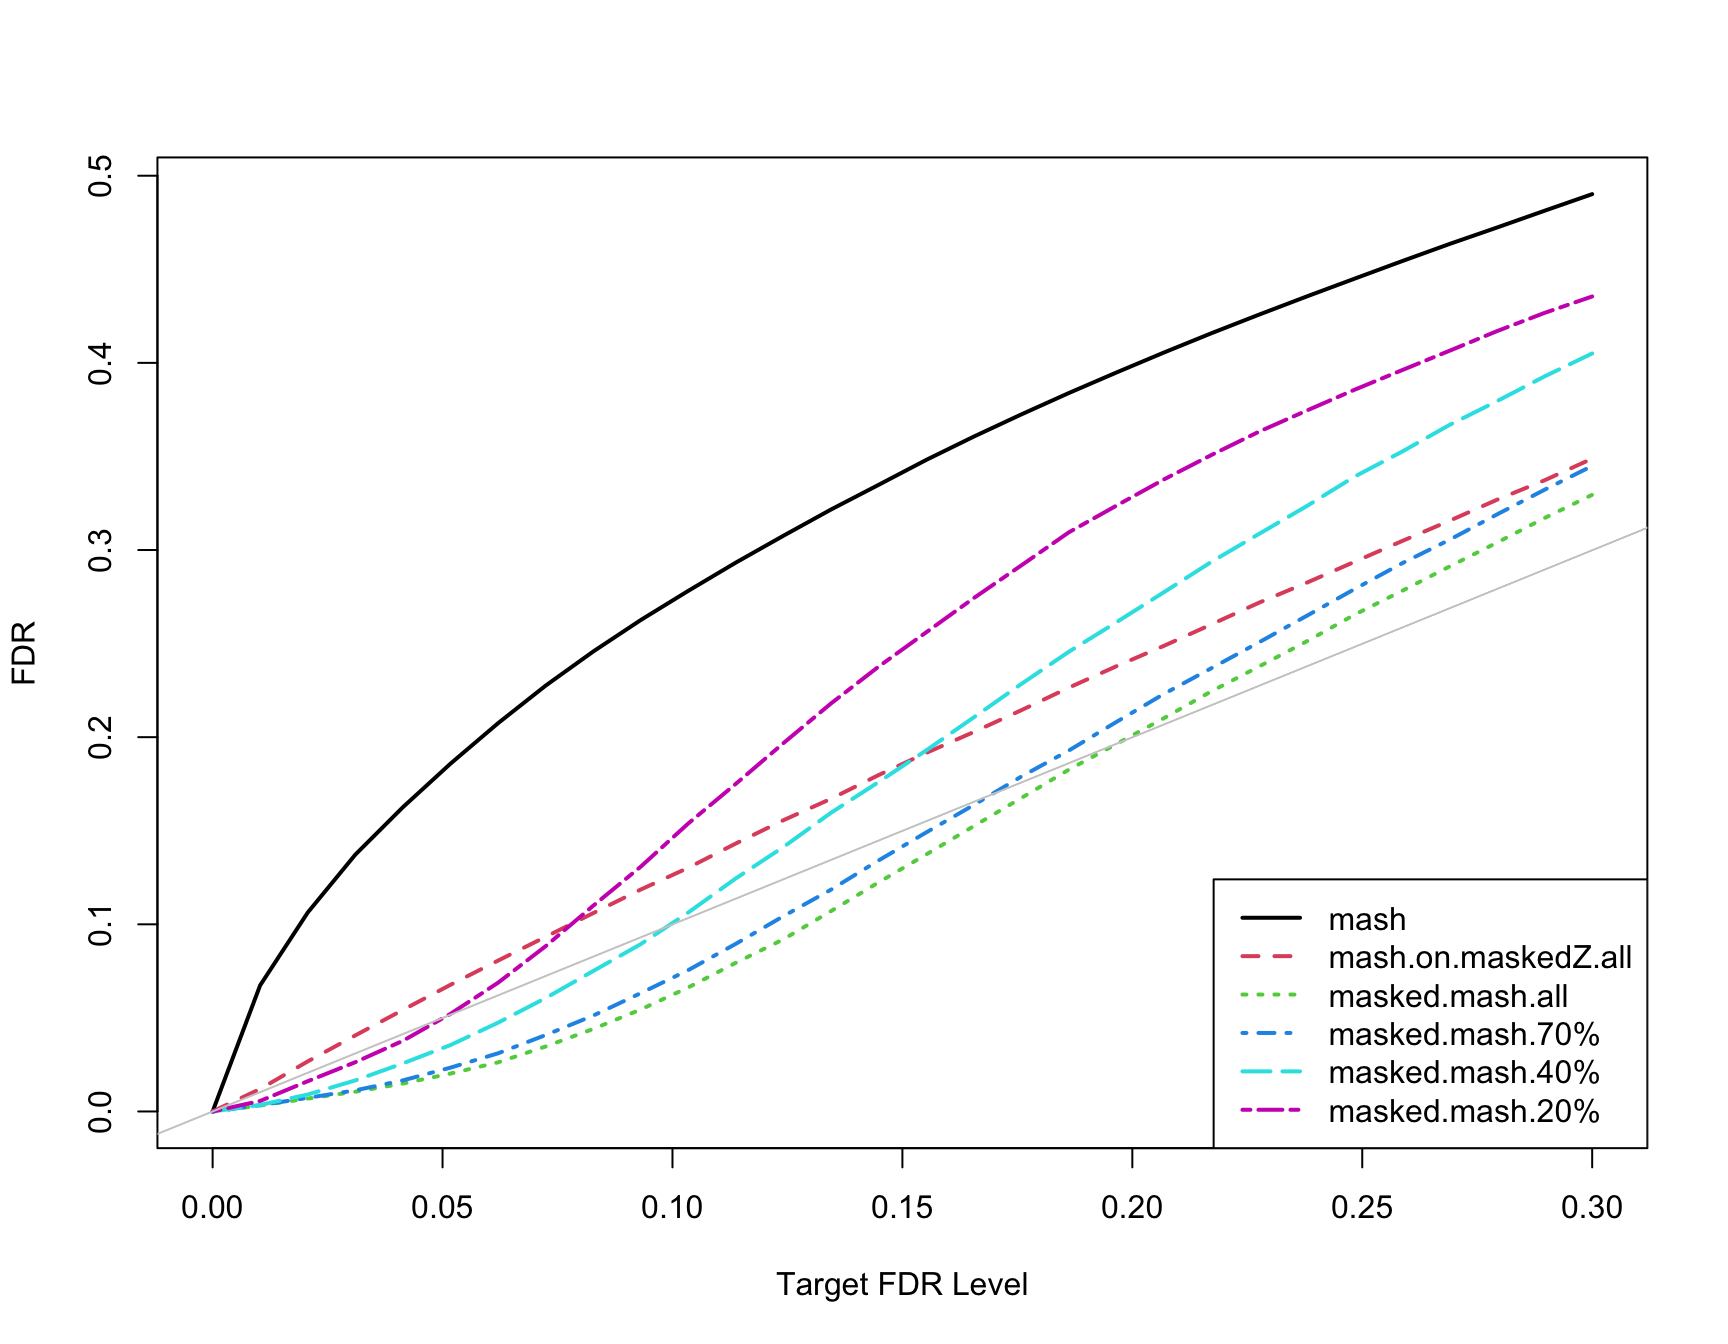 0.5
0.4
0.3
0.2
0.1
0.0
FDR
mash
mash.on.maskedZ.all
masked.mash.all
masked.mash.70%
masked.mash.40%
masked.mash.20%
0.00 0.05 0.10 0.15 0.20 0.25 0.30
Target FDR Level